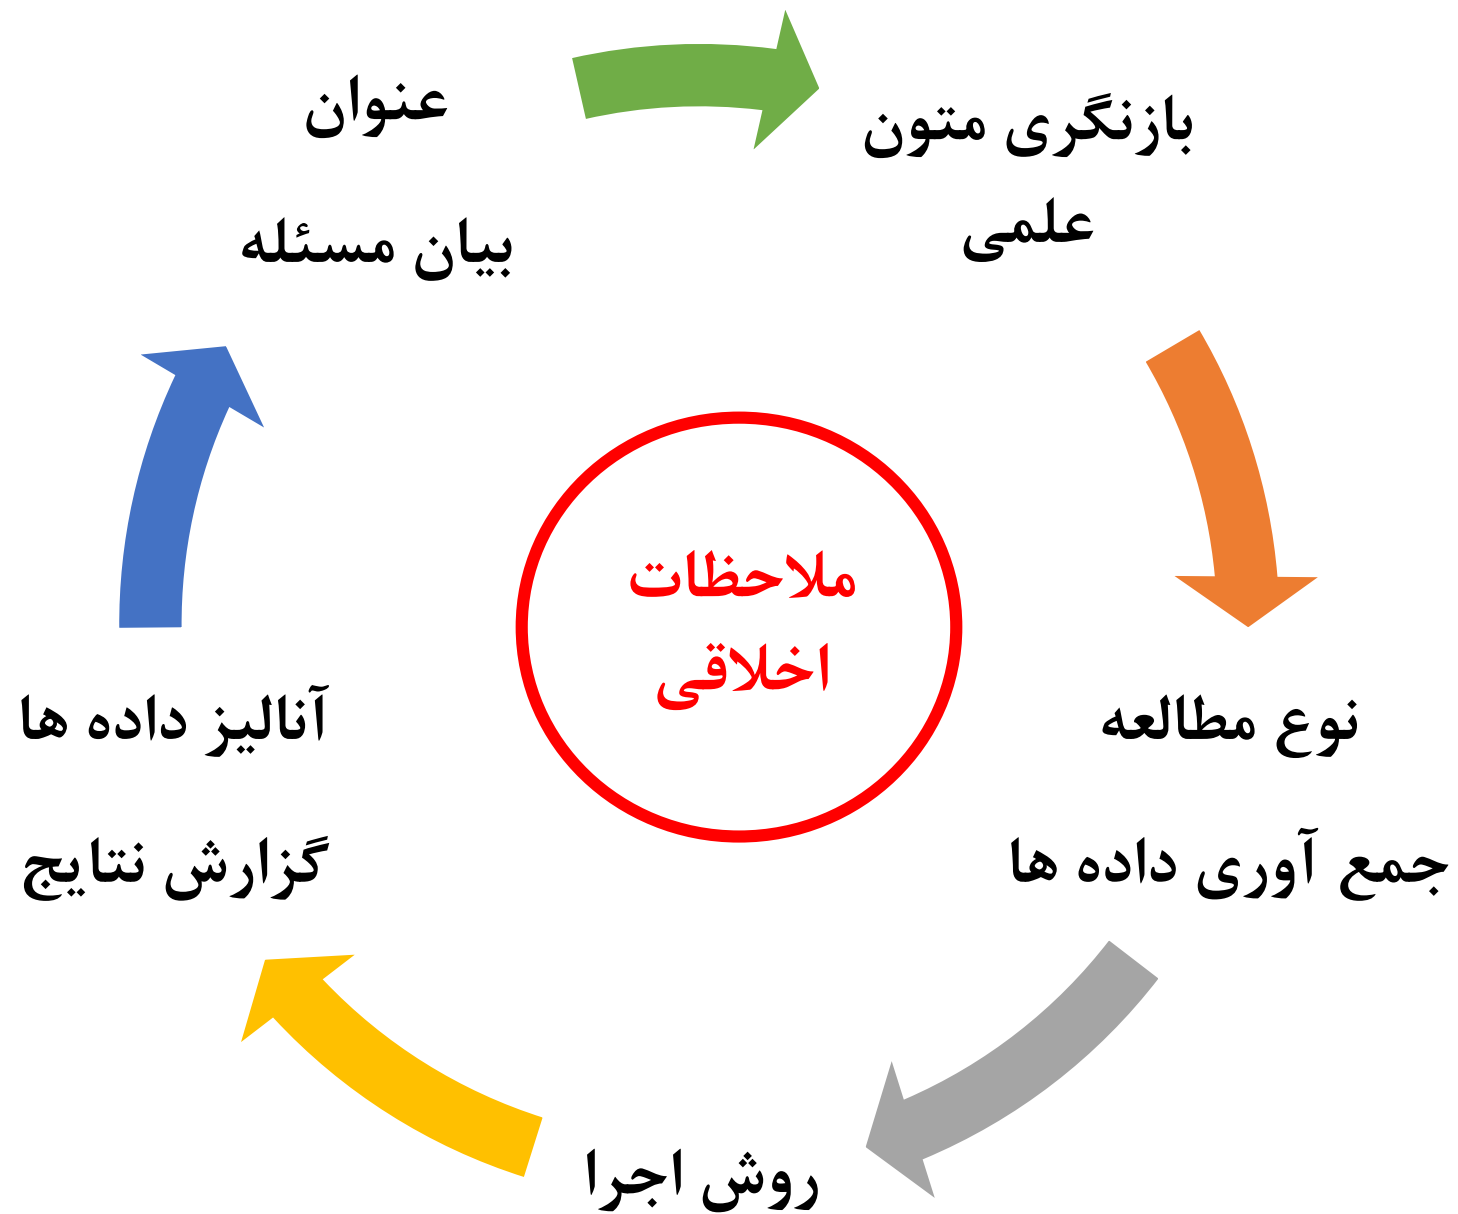 عنوان
بیان مسئله
بازنگری متون
علمی
نوع مطالعه
جمع آوری داده ها
روش اجرا
آنالیز داده ها
گزارش نتایج
ملاحظات
اخلاقی